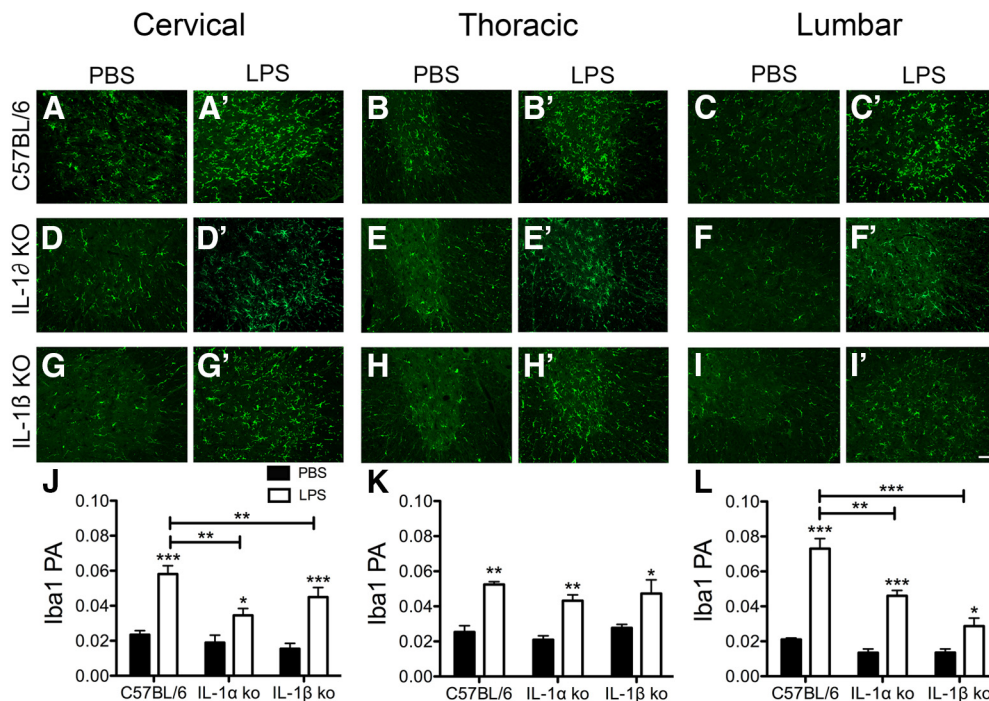 Cervical Thoracic Lumbar
PBS LPS PBS LPS PBS LPS
C57BL/6 A A' B B' C C'
IL-1∂ KO D D' E E' F F'
IL-1ß KO G G' H H' I I'
J PBS K L
LPS
0.10 0.10 0.10
*** 
** **
** 
0.08 0.08 0.08
***
*** *** ** ** * ***
0.06 0.06 0.06
Iba1 PA Iba1 PA Iba1 PA
* *
0.04 0.04 0.04
0.02 0.02 0.02
0.00 0.00 0.00
C57BL/6 IL-1α ko IL-1β ko C57BL/6 IL-1α ko IL-1β ko C57BL/6 IL-1α ko IL-1β ko